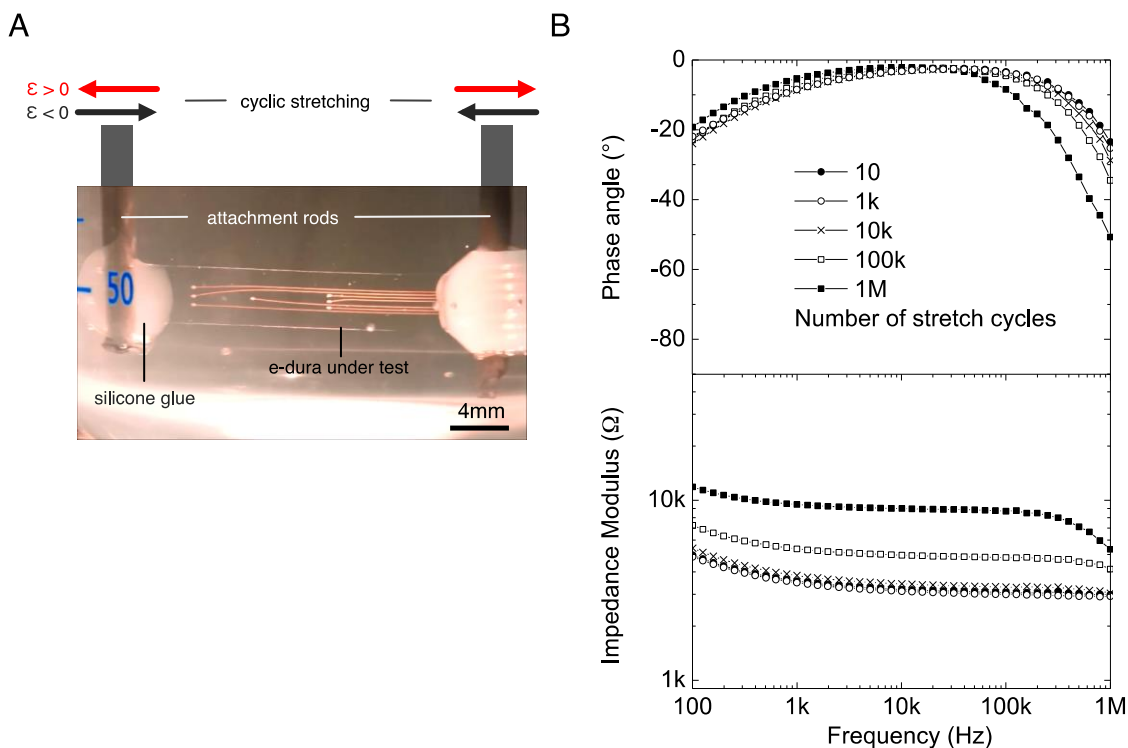 A
ε > 0
ε < 0
cyclic stretching
attachment rods
50
e-dura under test
silicone glue
4mm
B
0
-20
-40
-60
-80
Phase angle (°)
10
1k
10k
100k
1M
Number of stretch cycles
10k
1k
Impedance Modulus (Ω)
100 1k 10k 100k 1M
Frequency (Hz)